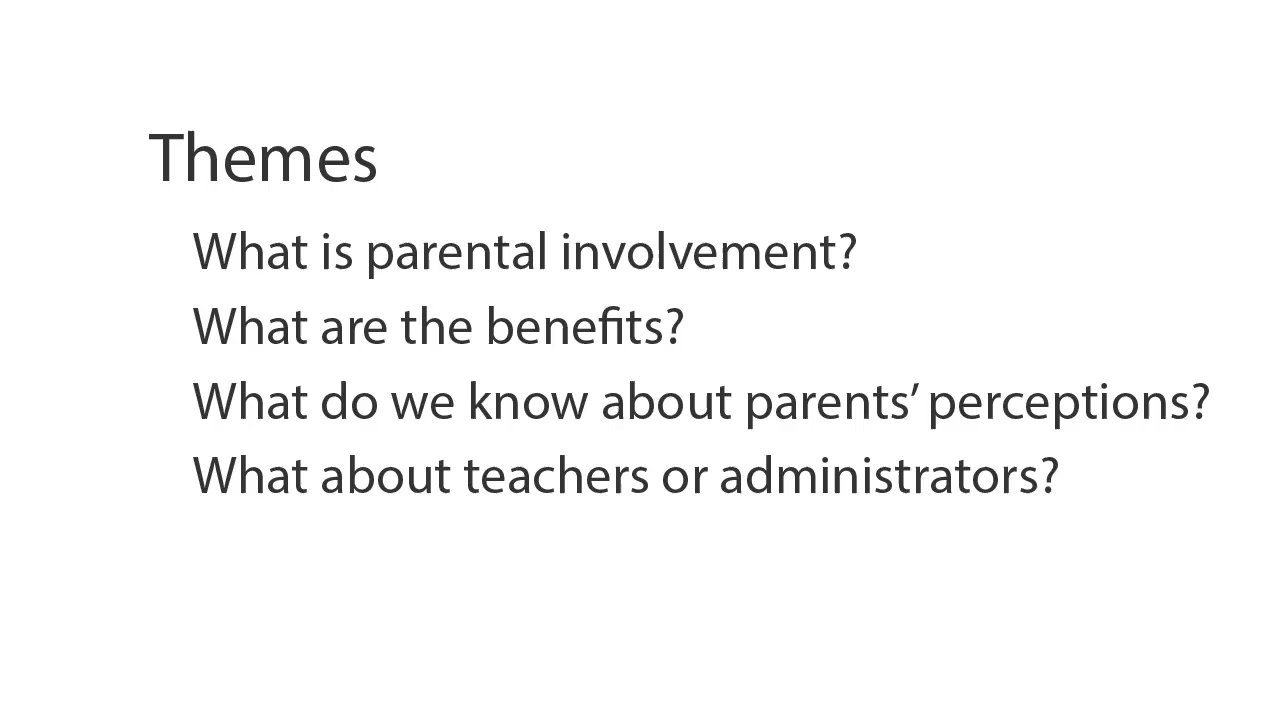 Themes
What is parental involvement?
What are the benefits?
What do we know about parents’ perceptions?
What about teachers or administrators?